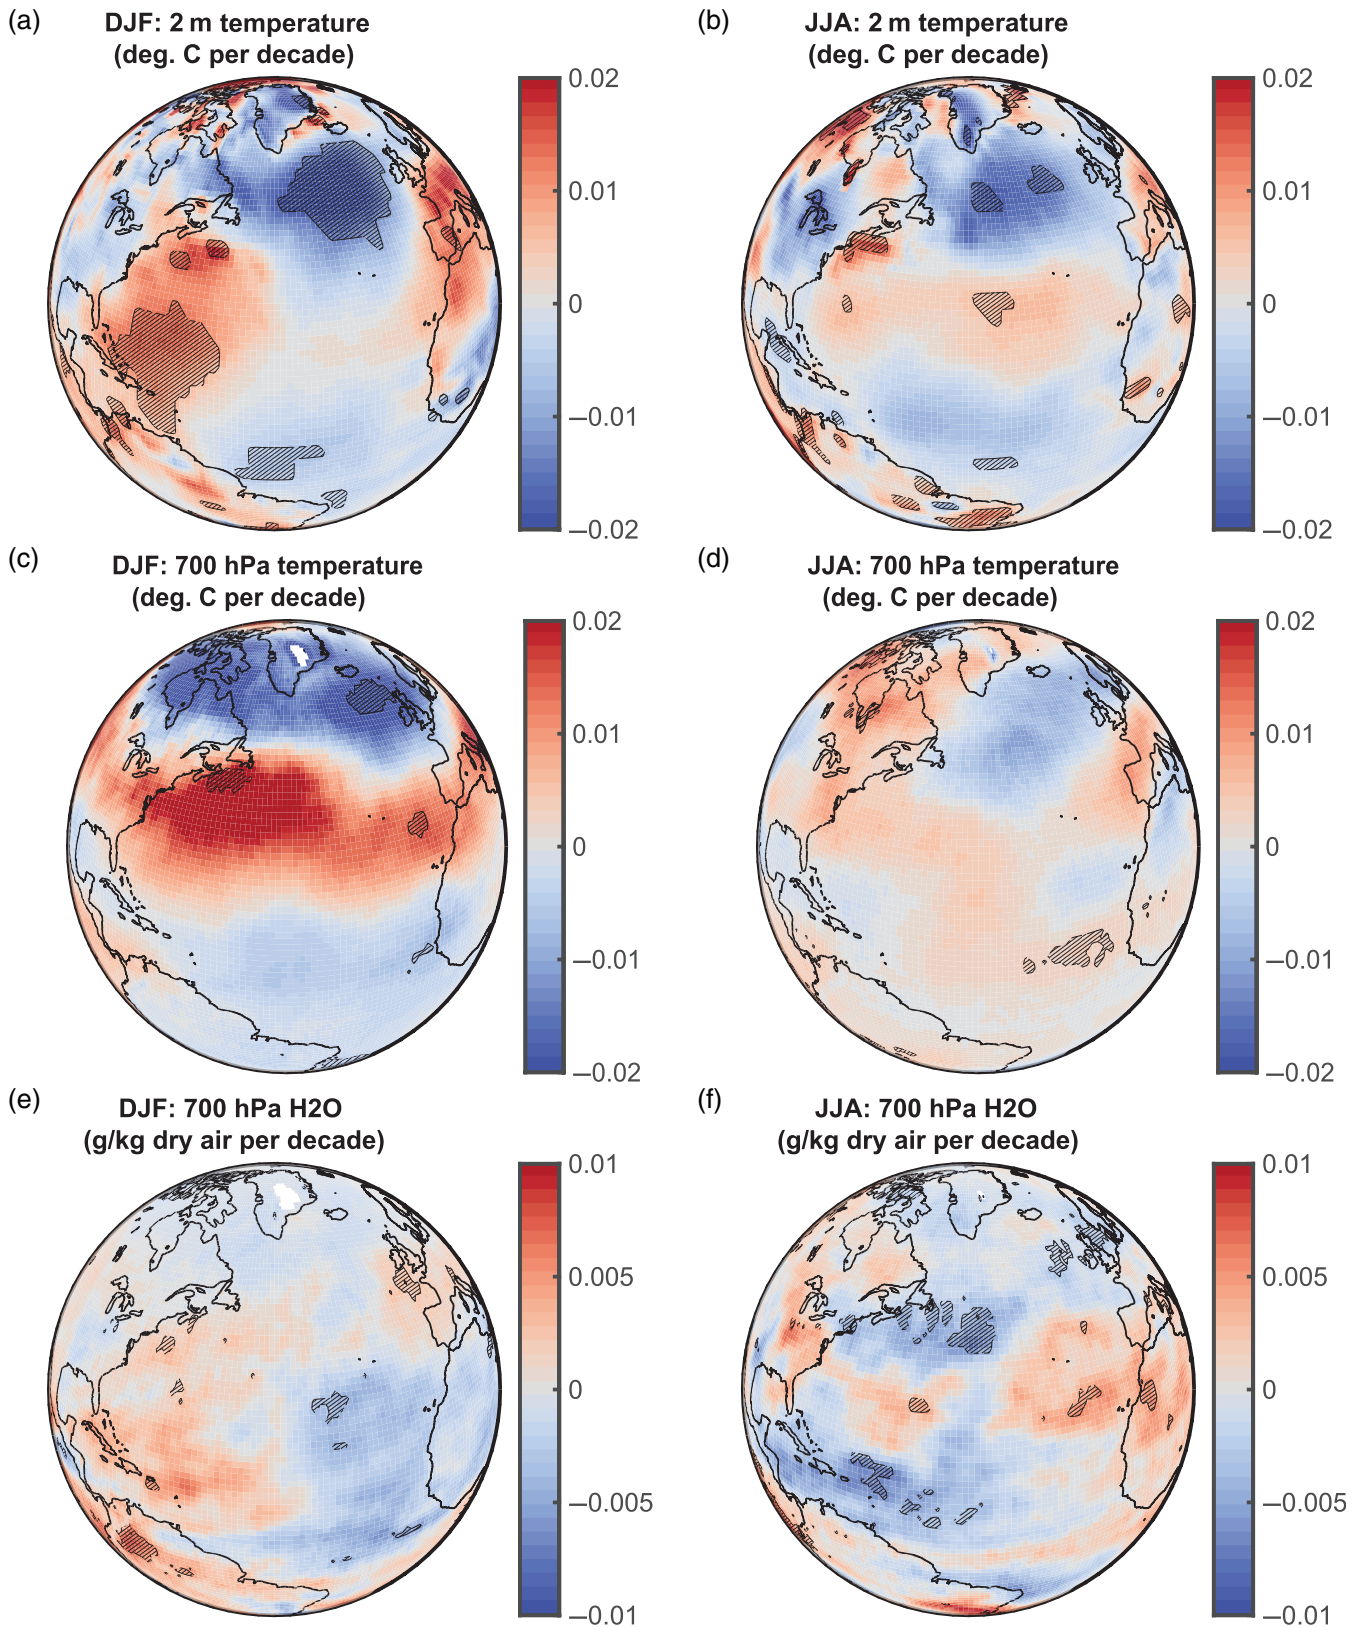 (a)
DJF: 2 m temperature
(deg. C per decade)
0.02
0.01
0
–0.01
–0.02
(b)
JJA: 2 m temperature
(deg. C per decade)
0.02
0.01
0
–0.01
–0.02
(c)
DJF: 700 hPa temperature
(deg. C per decade)
0.02
0.01
0
–0.01
–0.02
(d)
JJA: 700 hPa temperature
(deg. C per decade)
0.02
0.01
0
–0.01
–0.02
(e)
DJF: 700 hPa H2O
(g/kg dry air per decade)
0.01
0.005
0
–0.005
–0.01
(f)
JJA: 700 hPa H2O
(g/kg dry air per decade)
0.01
0.005
0
–0.005
–0.01